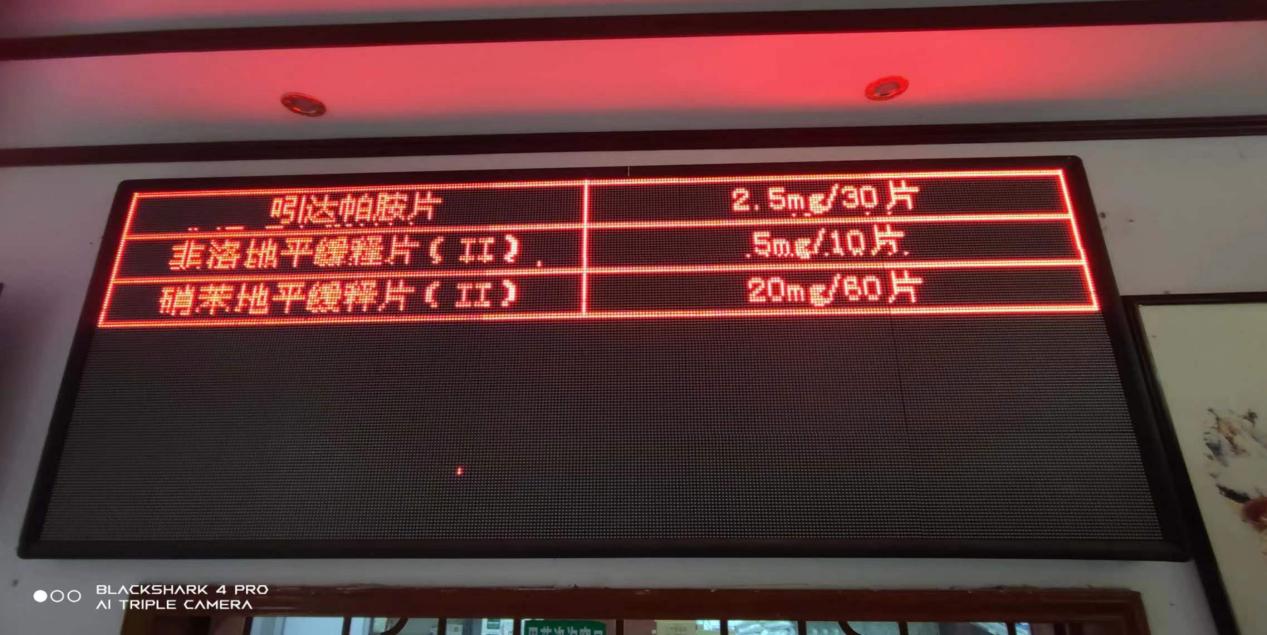 吲达帕胺片 2.5mg/30片
非洛地平缓释片(II) 5mg/10片
硝苯地平缓释片(II) 20mg/60片
BLACKSHARK 4 PRO
AI TRIPLE CAMERA